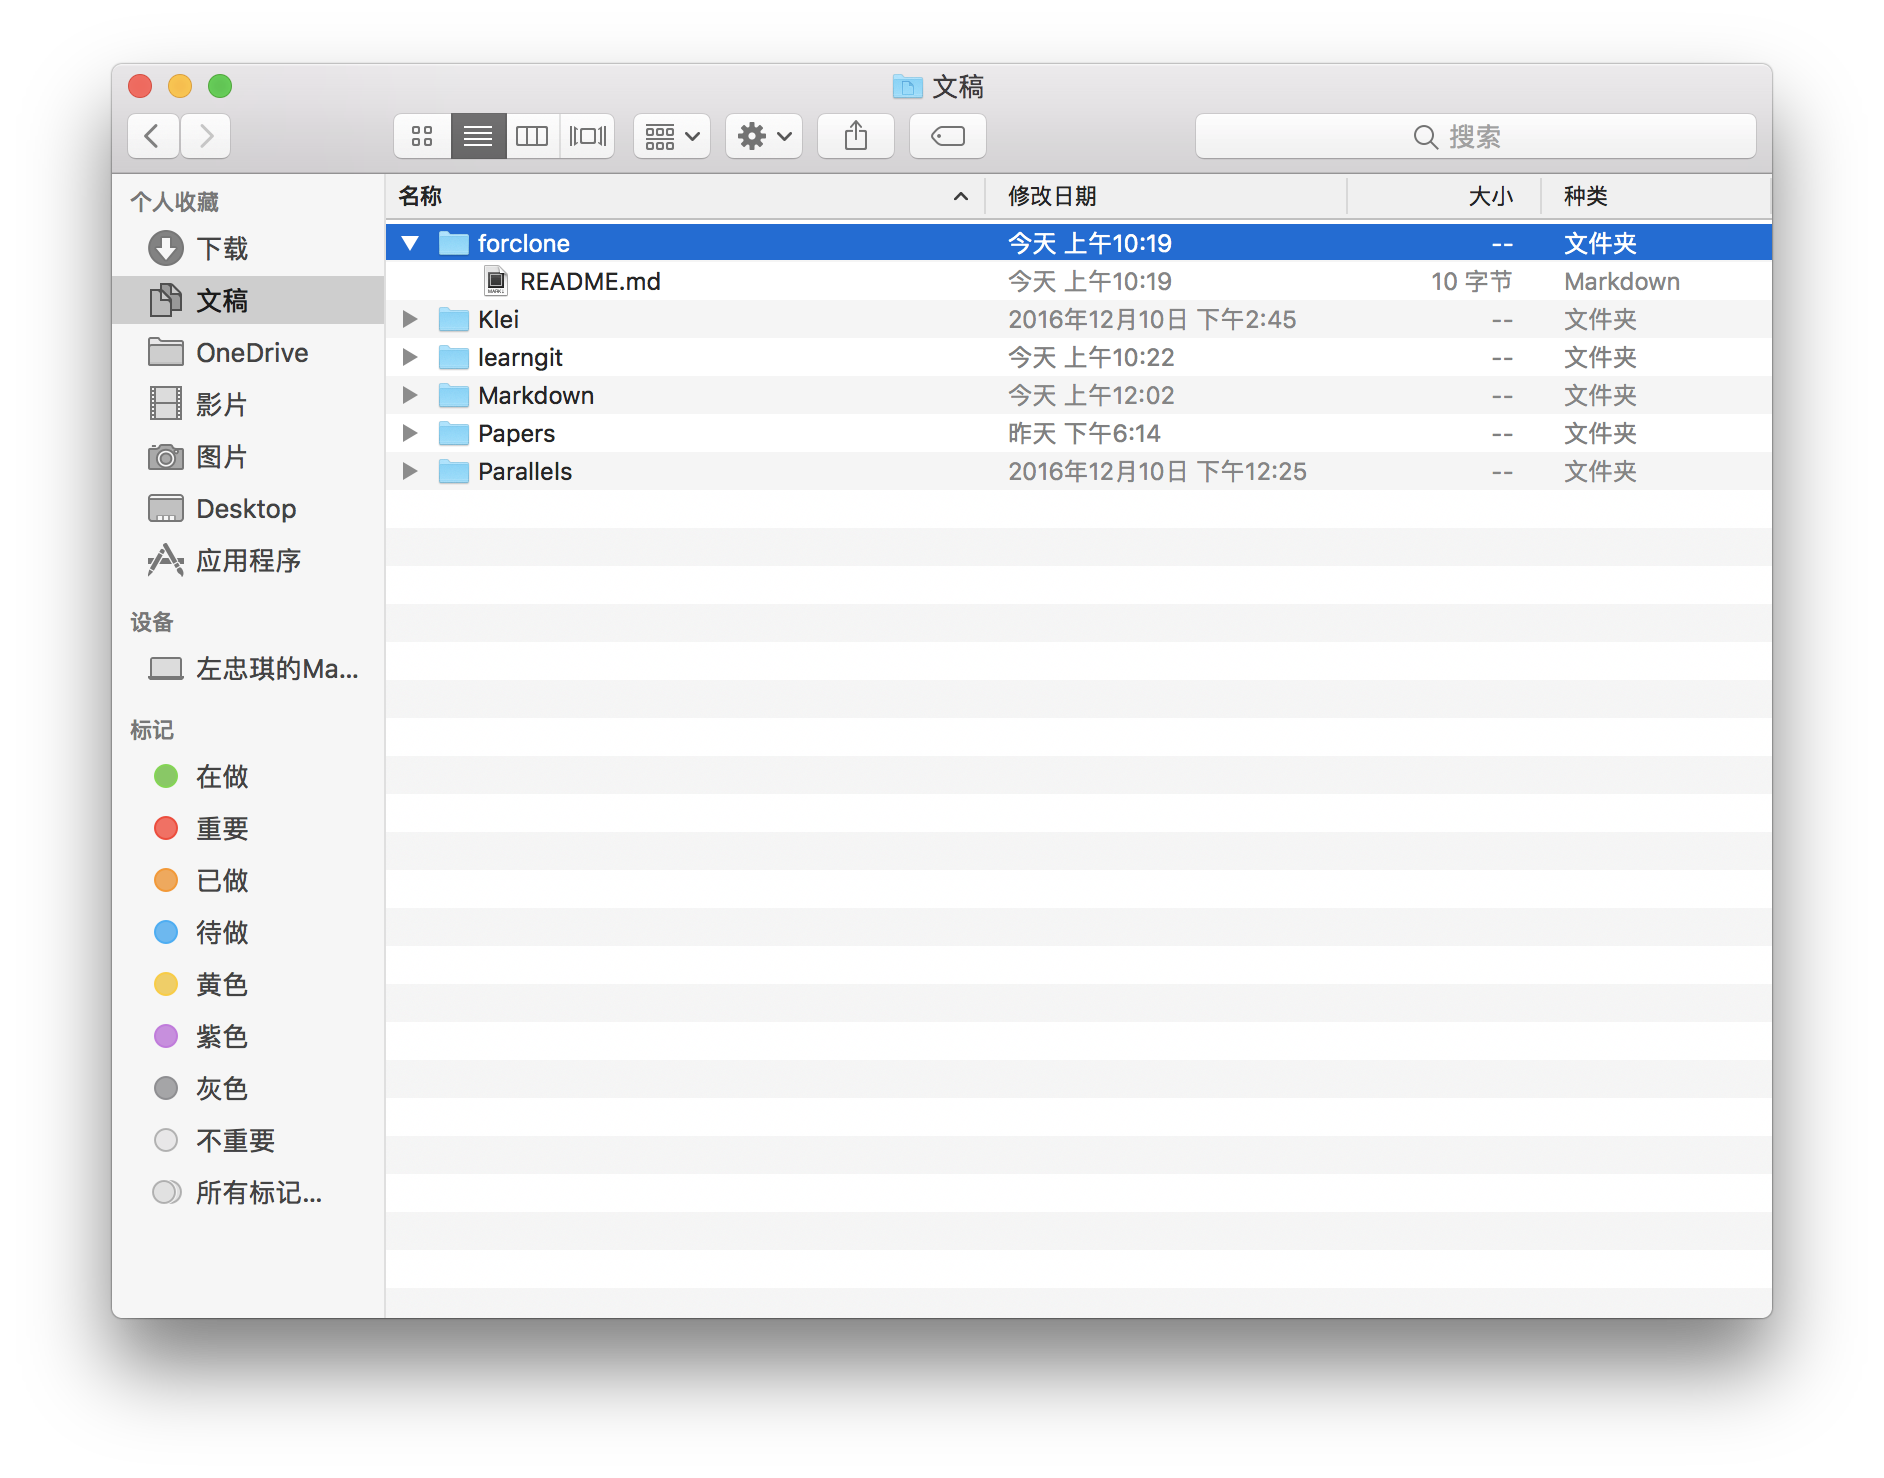 文稿
搜索
个人收藏
下载
文稿
OneDrive
影片
图片
Desktop
应用程序
设备
左忠琪的Ma...
标记
在做
重要
已做
待做
黄色
紫色
灰色
不重要
所有标记...
名称 修改日期 大小 种类
forclone 今天 上午10:19 -- 文件夹
README.md 今天 上午10:19 10 字节 Markdown
Klei 2016年12月10日 下午2:45 -- 文件夹
learngit 今天 上午10:22 -- 文件夹
Markdown 今天 上午12:02 -- 文件夹
Papers 昨天 下午6:14 -- 文件夹
Parallels 2016年12月10日 下午12:25 -- 文件夹